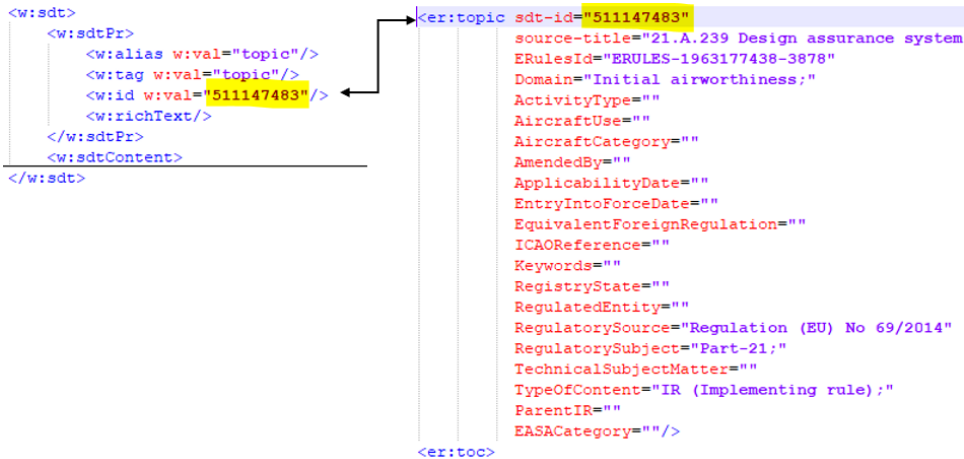 <w:sdt>
<w:sdtPr>
<w:alias w:val="topic"/>
<w:tag w:val="topic"/>
<w:id w:val="511147483"/>
<w:richText/>
</w:sdtPr>
<w:sdtContent>
</w:sdt>
<er:topic sdt-id="511147483"
source-title="21.A.239 Design assurance system
ERulesId="ERULES-1963177438-3878"
Domain="Initial airworthiness;"
ActivityType=""
AircraftUse=""
AircraftCategory=""
AmendedBy=""
ApplicabilityDate=""
EntryIntoForceDate=""
EquivalentForeignRegulation=""
ICAOReference=""
Keywords=""
RegistryState=""
RegulatedEntity=""
RegulatorySource="Regulation (EU) No 69/2014"
RegulatorySubject="Part-21;"
TechnicalSubjectMatter=""
TypeOfContent="IR (Implementing rule);"
ParentIR=""
EASACategory=""/>
<er:toc>